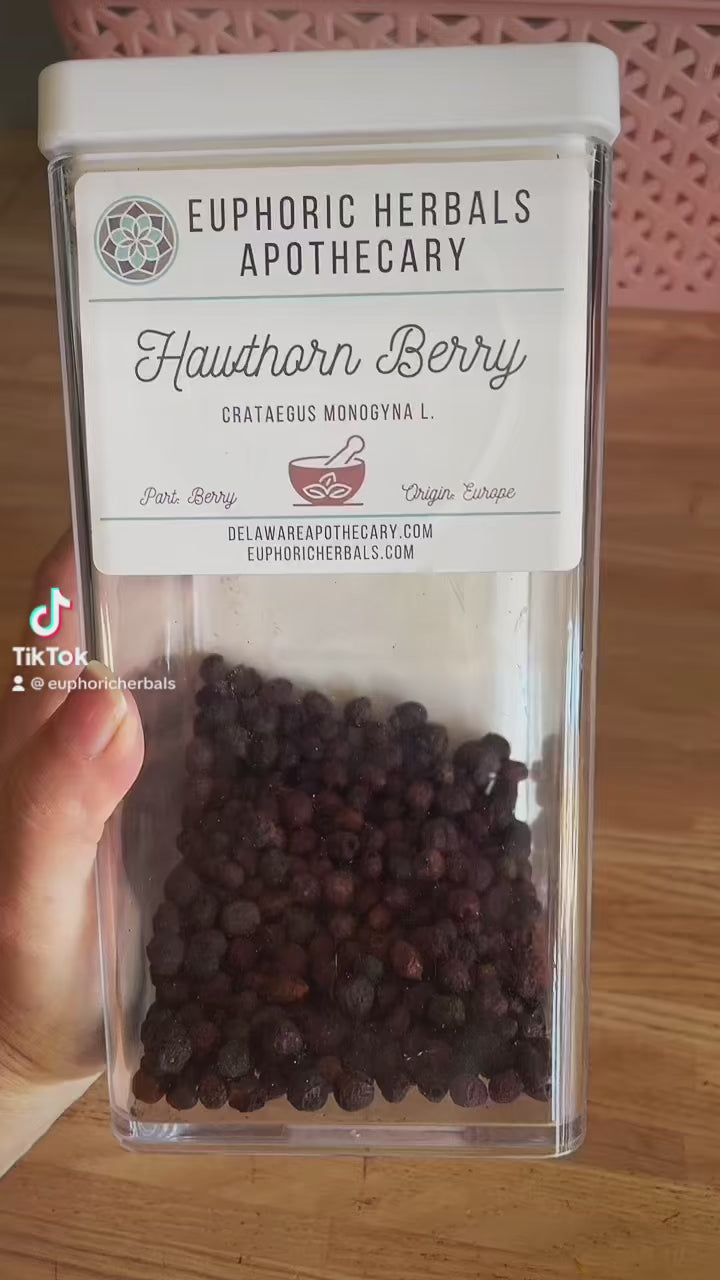 EUPHORIC HERBALS
APOTHECARY
Hawthorn Berry
CRATAEGUS MONOGYNA L.
Part: Berry
Origin: Europe
DELAWAREAPOTHECARY.COM
EUPHORICHERBALS.COM
TikTok
@euphoricherbals